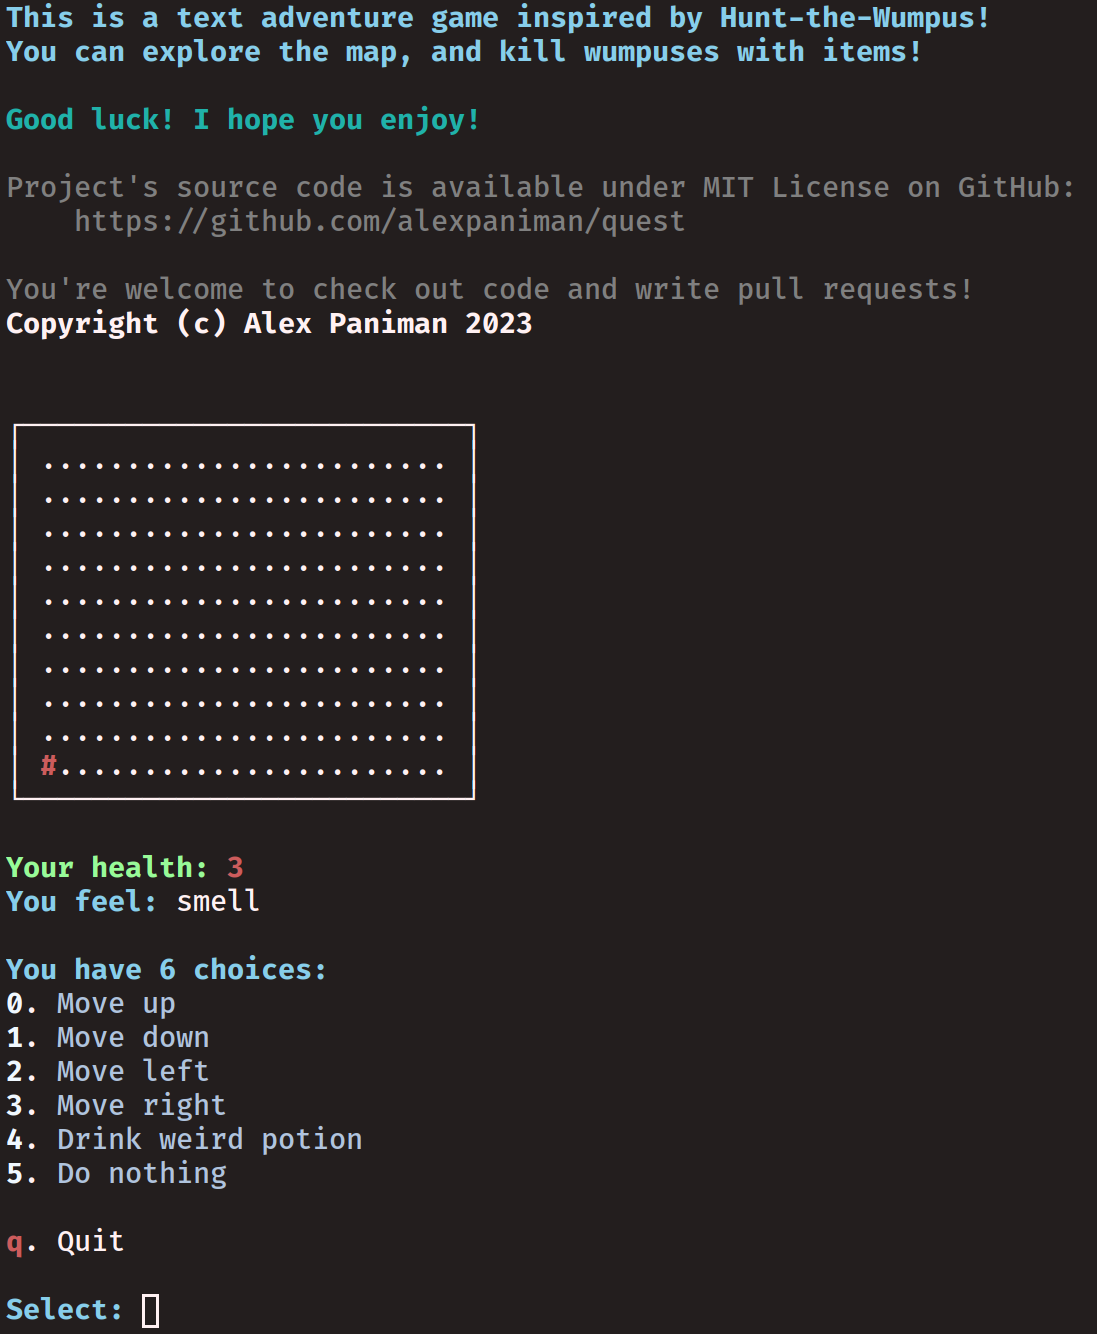 This is a text adventure game inspired by Hunt-the-Wumpus!
You can explore the map, and kill wumpuses with items!
Good luck! I hope you enjoy!
Project's source code is available under MIT License on GitHub:
https://github.com/alexpaniman/quest
You're welcome to check out code and write pull requests!
Copyright (c) Alex Paniman 2023
........................
........................
........................
........................
........................
........................
........................
........................
........................
#.......................
Your health: 3
You feel: smell
You have 6 choices:
0. Move up
1. Move down
2. Move left
3. Move right
4. Drink weird potion
5. Do nothing
q. Quit
Select: